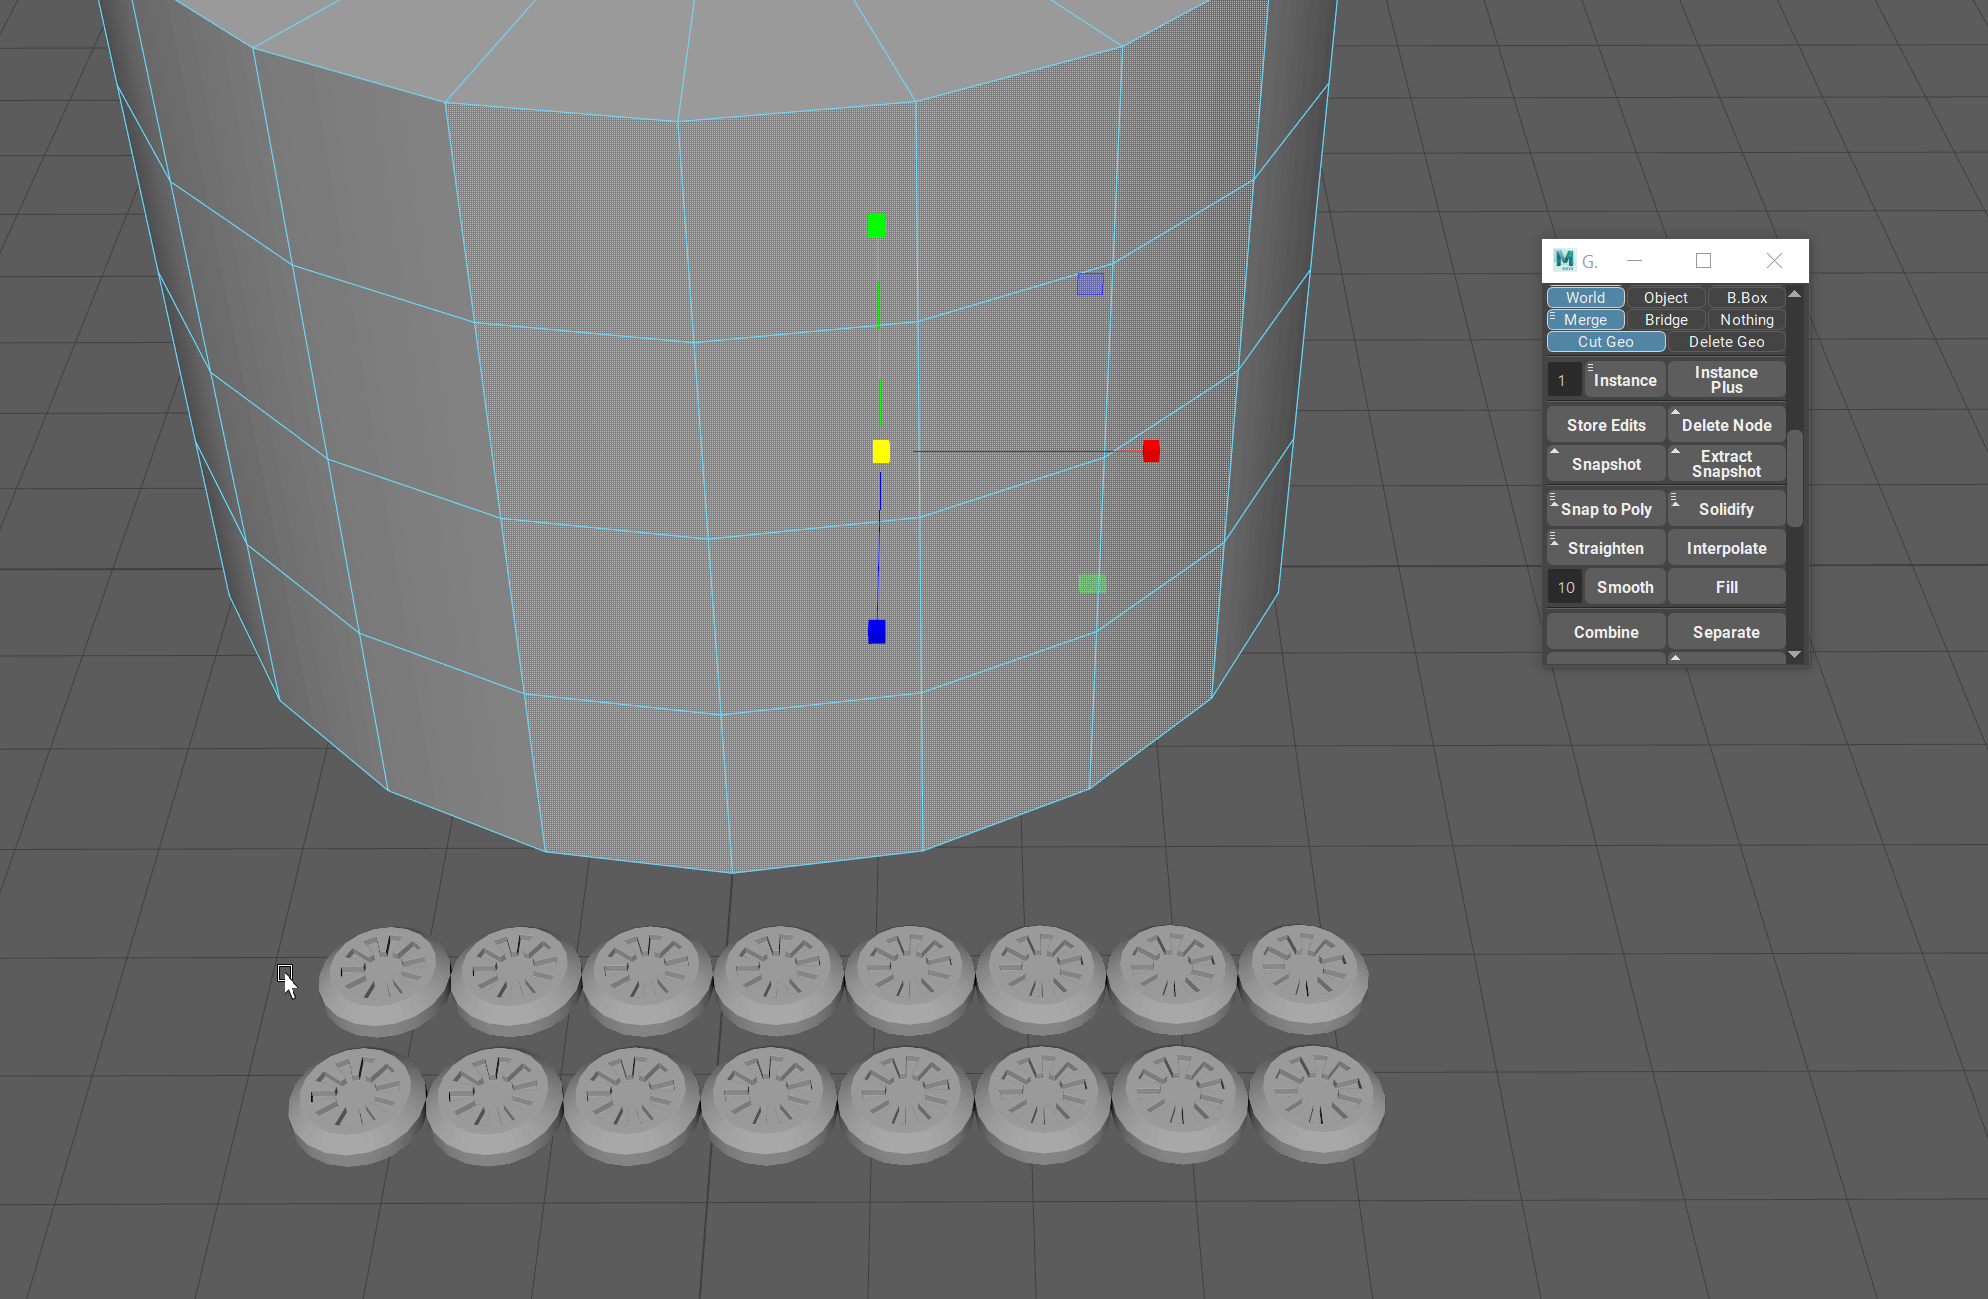 M G.
World Object B.Box
Merge Bridge Nothing
Cut Geo Delete Geo
1 Instance Instance Plus
Store Edits Delete Node
Snapshot Extract Snapshot
Snap to Poly Solidify
Straighten Interpolate
10 Smooth Fill
Combine Separate